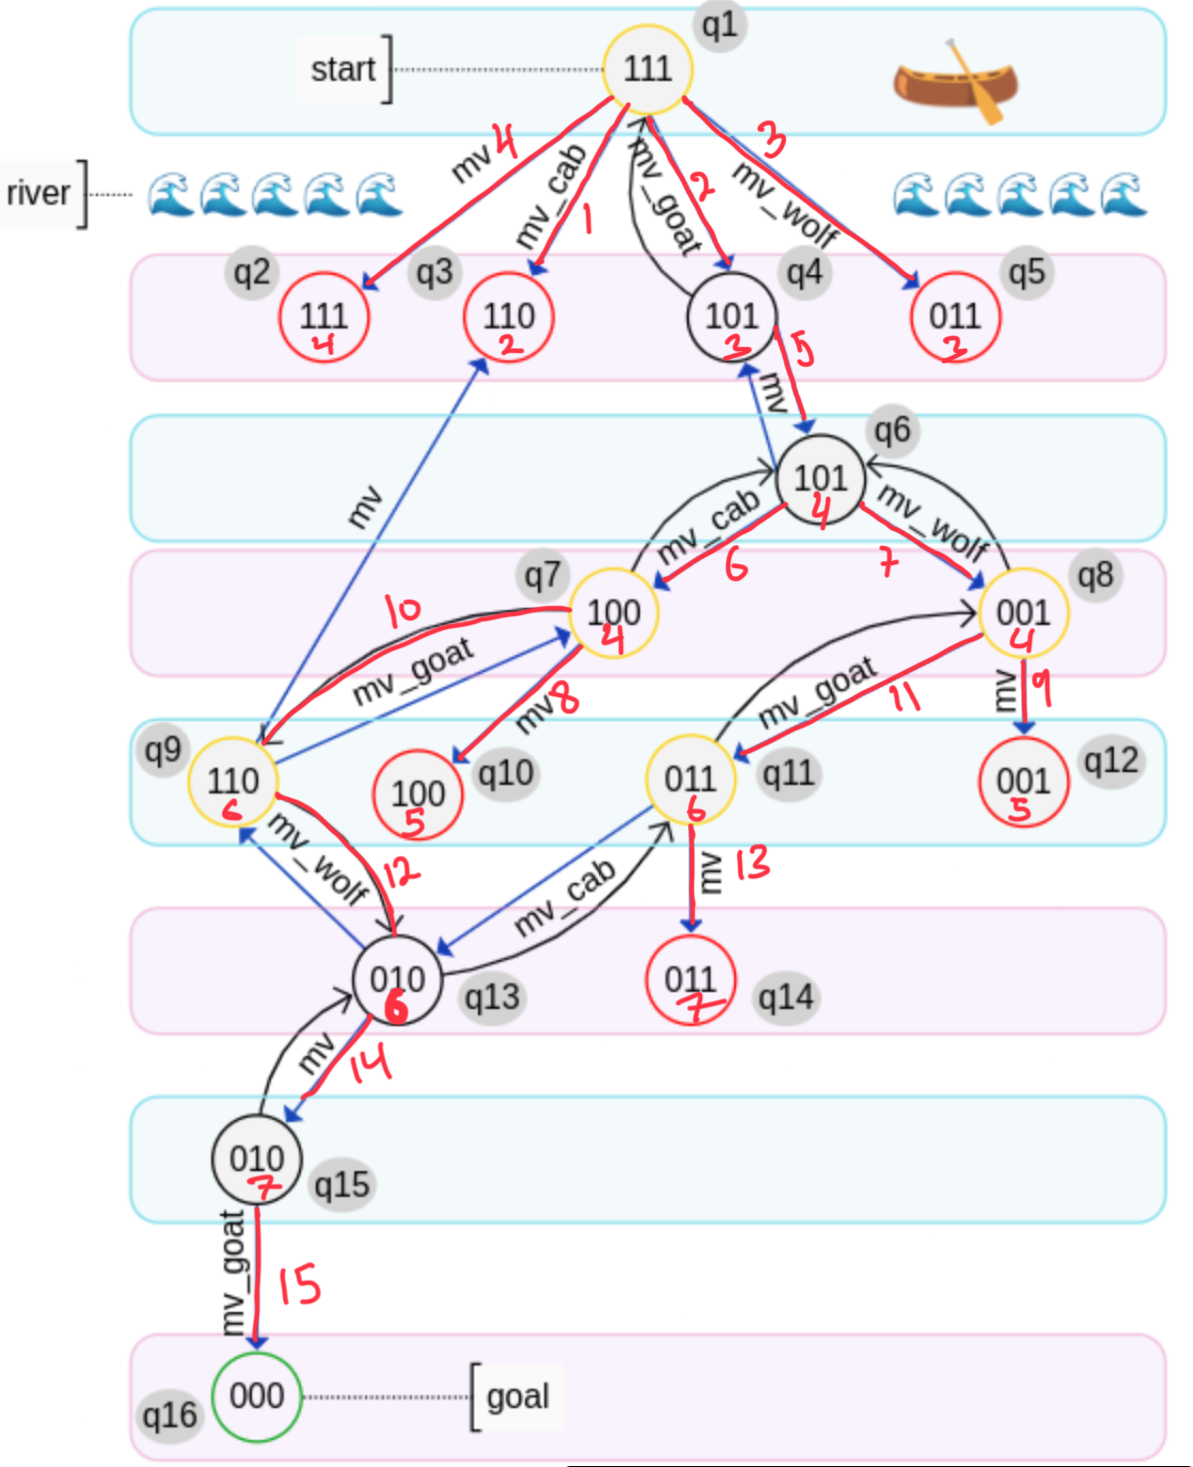 q1
start
111
4
3
mv
mv_cab
mv_goat
2
mv_wolf
1
river
q2
q3
q4
q5
111
110
101
011
4
2
3
3
5
mv
q6
101
4
mv
mv_cab
mv_wolf
6
7
q7
q8
100
001
4
4
10
mv_goat
mv
8
mv_goat
11
mv
9
q9
q10
q11
q12
110
100
011
001
6
5
6
5
mv_wolf
12
mv_cab
mv
13
010
q13
011
q14
6
7
mv
14
010
q15
7
mv_goat
15
000
goal
q16